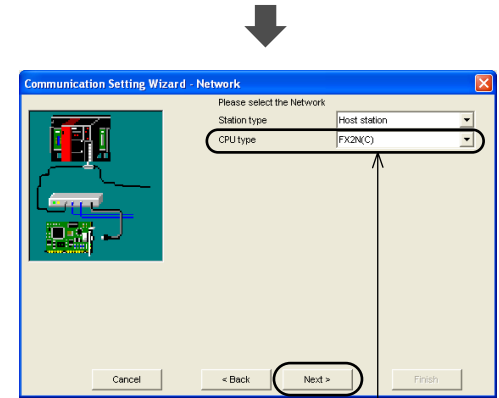 Communication Setting Wizard - Network
Please select the Network
Station type Host station
CPU type FX2N(C)
Cancel < Back Next > Finish